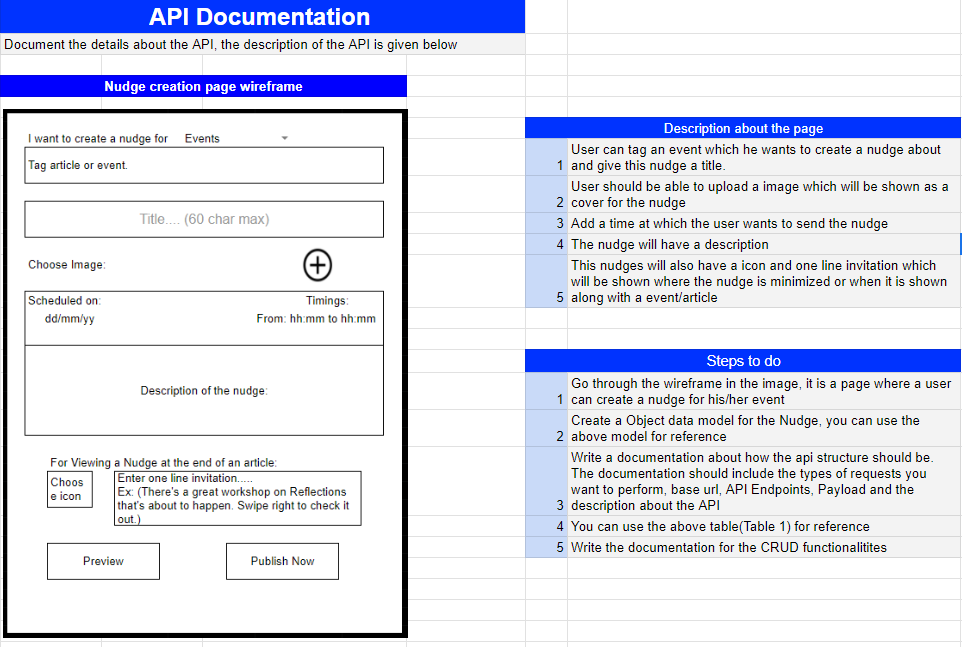 API Documentation
Document the details about the API, the description of the API is given below
Nudge creation page wireframe
I want to create a nudge for Events
Tag article or event.
Title.... (60 char max)
Choose Image:
Scheduled on:
Timings:
dd/mm/yy
From: hh:mm to hh:mm
Description of the nudge:
For Viewing a Nudge at the end of an article:
Choos
e icon
Enter one line invitation.....
Ex: (There's a great workshop on Reflections
that's about to happen. Swipe right to check it
out.)
Preview
Publish Now
Description about the page
User can tag an event which he wants to create a nudge about
1 and give this nudge a title.
User should be able to upload a image which will be shown as a
2 cover for the nudge
3 Add a time at which the user wants to send the nudge
4 The nudge will have a description
This nudges will also have a icon and one line invitation which
will be shown where the nudge is minimized or when it is shown
5 along with a event/article
Steps to do
Go through the wireframe in the image, it is a page where a user
1 can create a nudge for his/her event
Create a Object data model for the Nudge, you can use the
2 above model for reference
Write a documentation about how the api structure should be.
The documentation should include the types of requests you
want to perform, base url, API Endpoints, Payload and the
3 description about the API
4 You can use the above table(Table 1) for reference
5 Write the documentation for the CRUD functionalitites